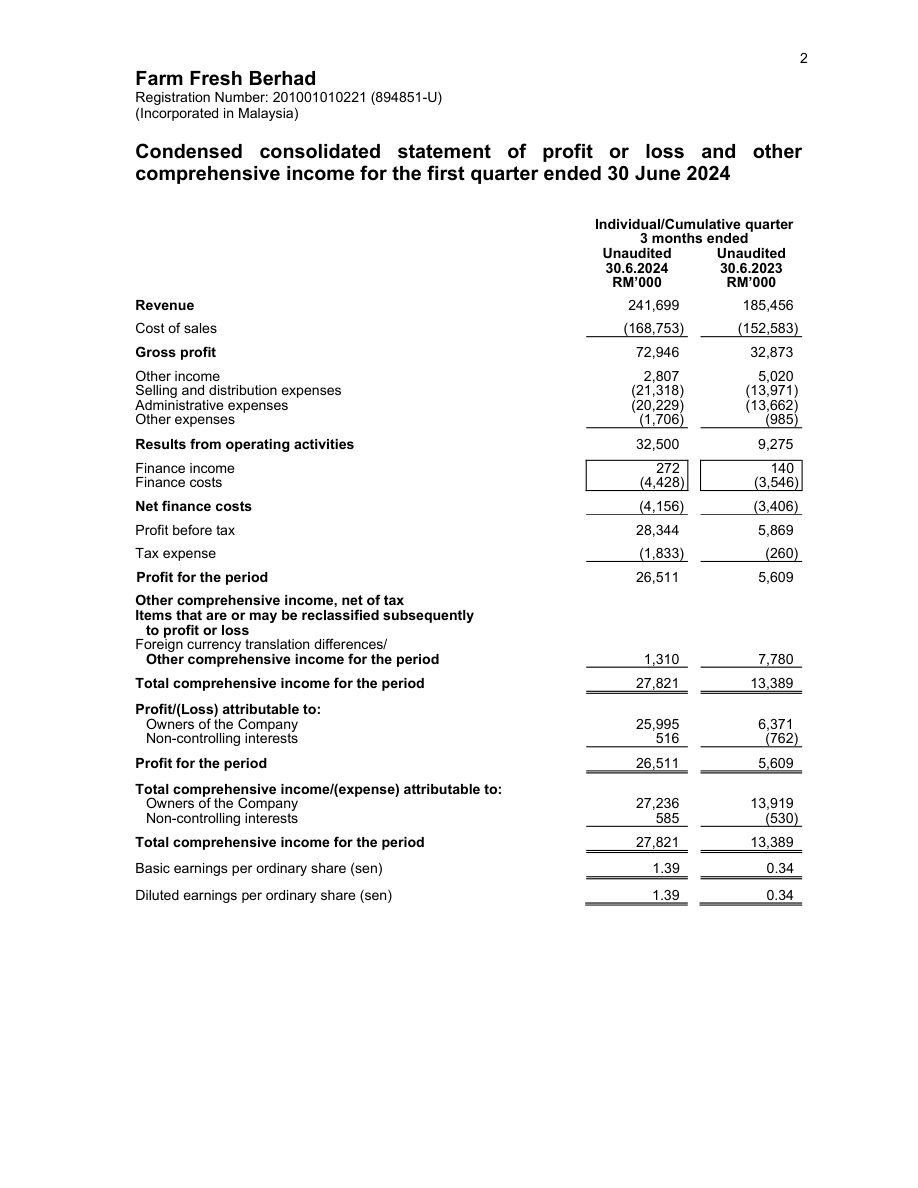 2
Farm Fresh Berhad
Registration Number: 201001010221 (894851-U)
(Incorporated in Malaysia)
Condensed consolidated statement of profit or loss and other
comprehensive income for the first quarter ended 30 June 2024
Individual/Cumulative quarter
3 months ended
Unaudited Unaudited
30.6.2024 30.6.2023
RM’000 RM’000
Revenue 241,699 185,456
Cost of sales (168,753) (152,583)
Gross profit 72,946 32,873
Other income 2,807 5,020
Selling and distribution expenses (21,318) (13,971)
Administrative expenses (20,229) (13,662)
Other expenses (1,706) (985)
Results from operating activities 32,500 9,275
Finance income 272 140
Finance costs (4,428) (3,546)
Net finance costs (4,156) (3,406)
Profit before tax 28,344 5,869
Tax expense (1,833) (260)
Profit for the period 26,511 5,609
Other comprehensive income, net of tax
Items that are or may be reclassified subsequently
to profit or loss
Foreign currency translation differences/
Other comprehensive income for the period 1,310 7,780
Total comprehensive income for the period 27,821 13,389
Profit/(Loss) attributable to:
Owners of the Company 25,995 6,371
Non-controlling interests 516 (762)
Profit for the period 26,511 5,609
Total comprehensive income/(expense) attributable to:
Owners of the Company 27,236 13,919
Non-controlling interests 585 (530)
Total comprehensive income for the period 27,821 13,389
Basic earnings per ordinary share (sen) 1.39 0.34
Diluted earnings per ordinary share (sen) 1.39 0.34